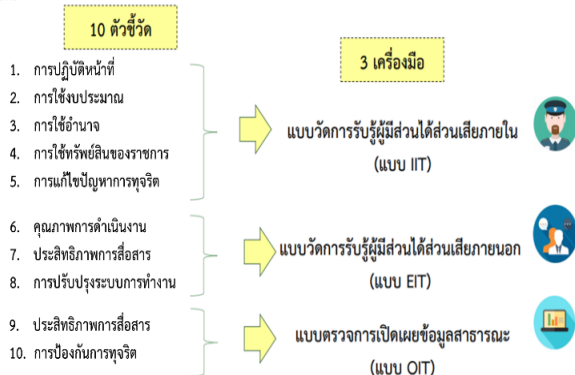 10 ตัวชี้วัด
1. การปฏิบัติหน้าที่
2. การใช้งบประมาณ
3. การใช้อำนาจ
4. การใช้ทรัพย์สินของราชการ
5. การแก้ไขปัญหาการทุจริต
6. คุณภาพการดำเนินงาน
7. ประสิทธิภาพการสื่อสาร
8. การปรับปรุงระบบการทำงาน
9. ประสิทธิภาพการสื่อสาร
10. การป้องกันการทุจริต
3 เครื่องมือ
แบบวัดการรับรู้ผู้มีส่วนได้ส่วนเสียภายใน
(แบบ IIT)
แบบวัดการรับรู้ผู้มีส่วนได้ส่วนเสียภายนอก
(แบบ EIT)
แบบตรวจการเปิดเผยข้อมูลสาธารณะ
(แบบ OIT)